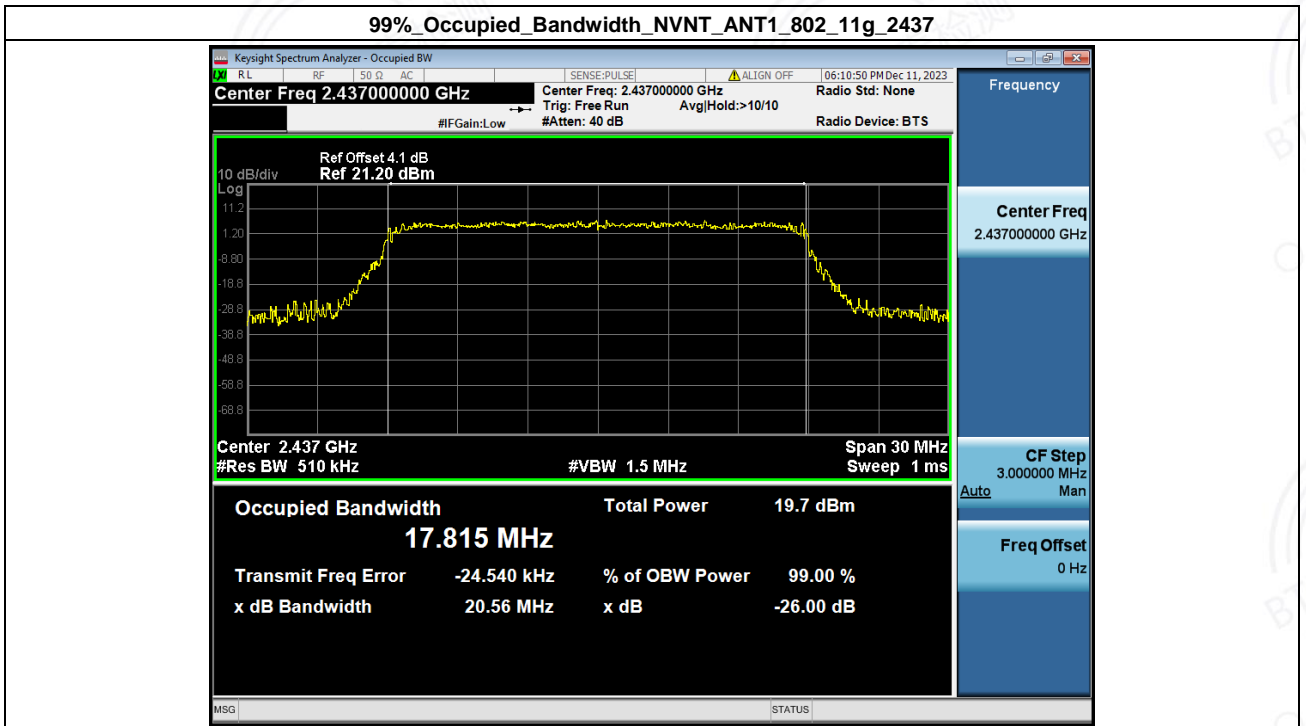 99%_Occupied_Bandwidth_NVNT_ANT1_802_11g_2437
Keysight Spectrum Analyzer - Occupied BW
LXI RL RF 50 Ω AC SENSE:PULSE ALIGN OFF 06:10:50 PM Dec 11, 2023
Center Freq 2.437000000 GHz
Center Freq: 2.437000000 GHz
Radio Std: None
Trig: Free Run Avg|Hold:>10/10
#IFGain:Low #Atten: 40 dB Radio Device: BTS
Ref Offset 4.1 dB
10 dB/div Ref 21.20 dBm
Log
11.2
1.20
-8.80
-18.8
-28.8
-38.8
-48.8
-58.8
-68.8
Center 2.437 GHz Span 30 MHz
#Res BW 510 kHz #VBW 1.5 MHz Sweep 1 ms
Occupied Bandwidth Total Power 19.7 dBm
17.815 MHz
Transmit Freq Error -24.540 kHz % of OBW Power 99.00 %
x dB Bandwidth 20.56 MHz x dB -26.00 dB
MSG STATUS
Frequency
Center Freq
2.437000000 GHz
CF Step
3.000000 MHz
Auto Man
Freq Offset
0 Hz